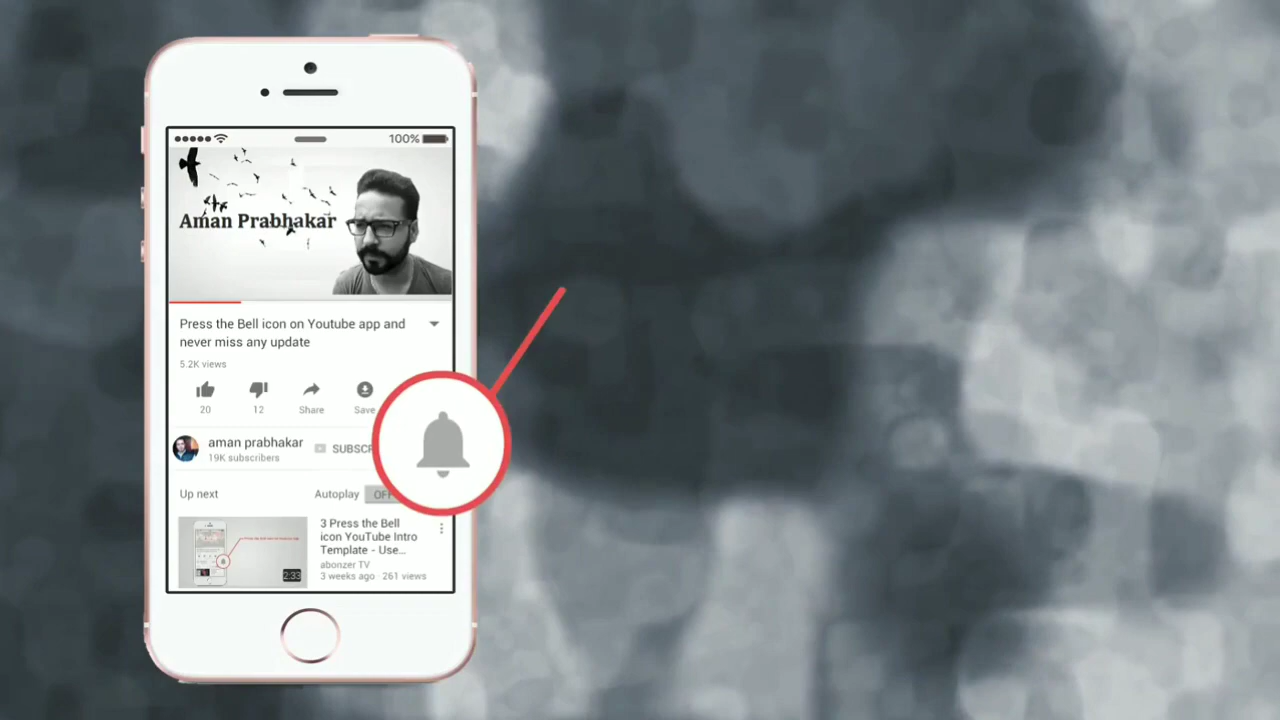 100%
Aman Prabhakar
Press the Bell icon on Youtube app and
never miss any update
5.2K views
20
12
Share
Save
aman prabhakar
SUBSCR
19K subscribers
Up next
Autoplay
OFF
3 Press the Bell
icon YouTube Intro
Template - Use...
abonzer TV
3 weeks ago · 261 views
2:33